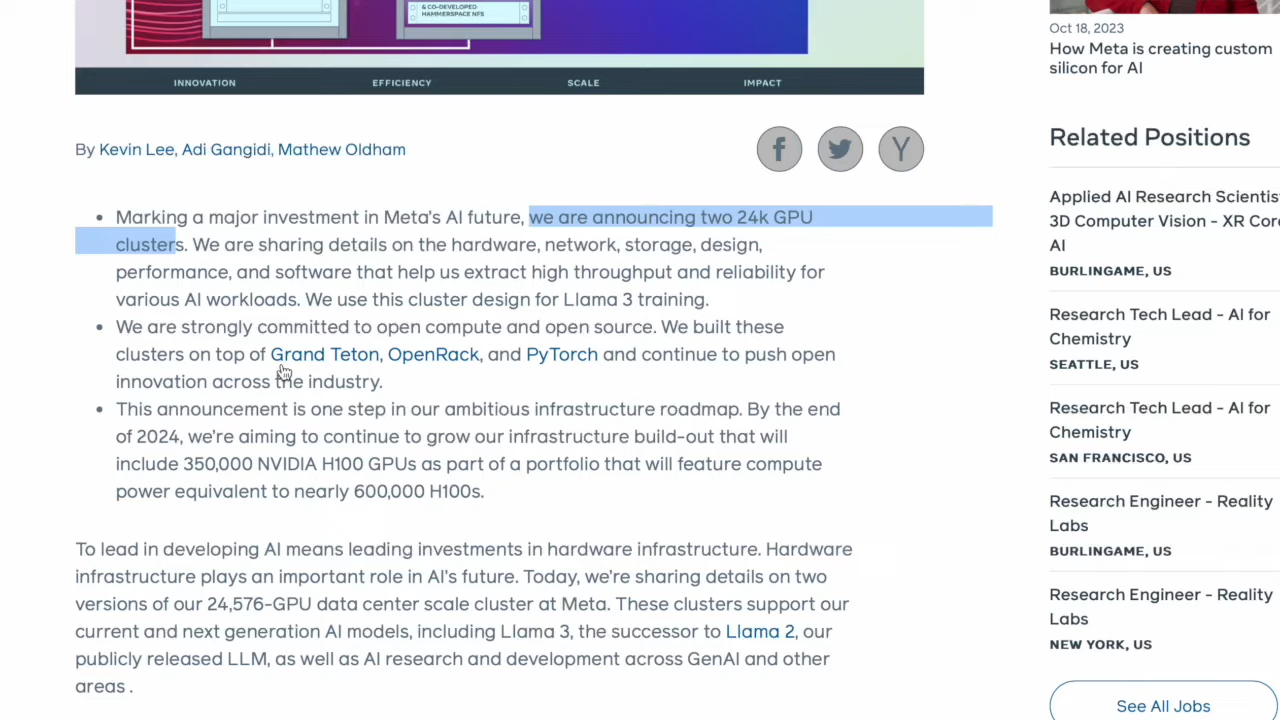 & CO-DEVELOPED
HAMMERSPACE NFS
INNOVATION
EFFICIENCY
SCALE
IMPACT
By Kevin Lee, Adi Gangidi, Mathew Oldham
• Marking a major investment in Meta's AI future, we are announcing two 24k GPU
clusters. We are sharing details on the hardware, network, storage, design,
performance, and software that help us extract high throughput and reliability for
various AI workloads. We use this cluster design for Llama 3 training.
• We are strongly committed to open compute and open source. We built these
clusters on top of Grand Teton, OpenRack, and PyTorch and continue to push open
innovation across the industry.
• This announcement is one step in our ambitious infrastructure roadmap. By the end
of 2024, we're aiming to continue to grow our infrastructure build-out that will
include 350,000 NVIDIA H100 GPUs as part of a portfolio that will feature compute
power equivalent to nearly 600,000 H100s.
To lead in developing AI means leading investments in hardware infrastructure. Hardware
infrastructure plays an important role in AI's future. Today, we're sharing details on two
versions of our 24,576-GPU data center scale cluster at Meta. These clusters support our
current and next generation AI models, including Llama 3, the successor to Llama 2, our
publicly released LLM, as well as AI research and development across GenAI and other
areas .
Oct 18, 2023
How Meta is creating custom
silicon for AI
Related Positions
Applied AI Research Scientis
3D Computer Vision - XR Cor
AI
BURLINGAME, US
Research Tech Lead - AI for
Chemistry
SEATTLE, US
Research Tech Lead - AI for
Chemistry
SAN FRANCISCO, US
Research Engineer - Reality
Labs
BURLINGAME, US
Research Engineer - Reality
Labs
NEW YORK, US
See All Jobs